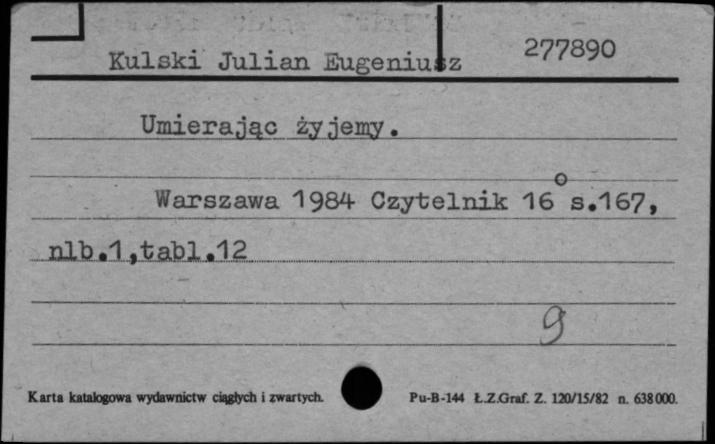 Kulski Julian Eugeniusz 277890
Umierając żyjemy.
Warszawa 1984 Czytelnik 16° s.167,
nlb.1,tabl.12
9
Karta katalogowa wydawnictw ciągłych i zwartych. Pu-B-144 Ł.Z.Graf. Z. 120/15/82 n. 638000.